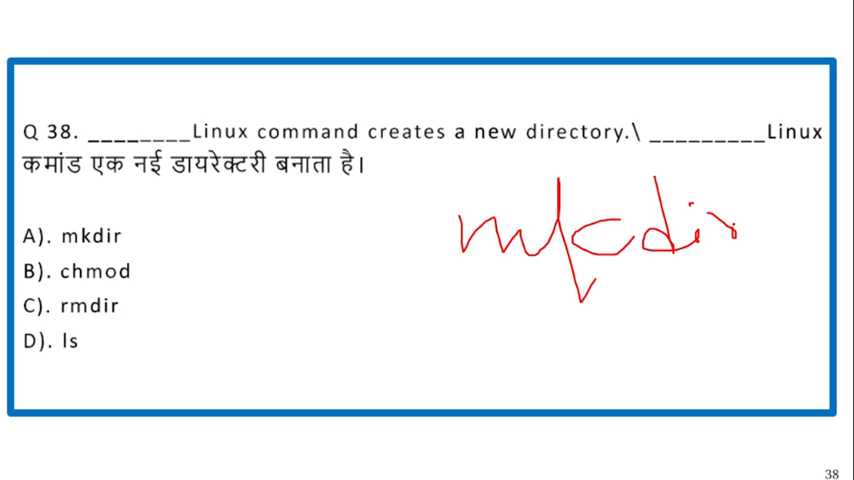 Q 38. ________Linux command creates a new directory.\ _________Linux
कमांड एक नई डायरेक्टरी बनाता है।
A). mkdir
mkdir
B). chmod
C). rmdir
D). ls
38